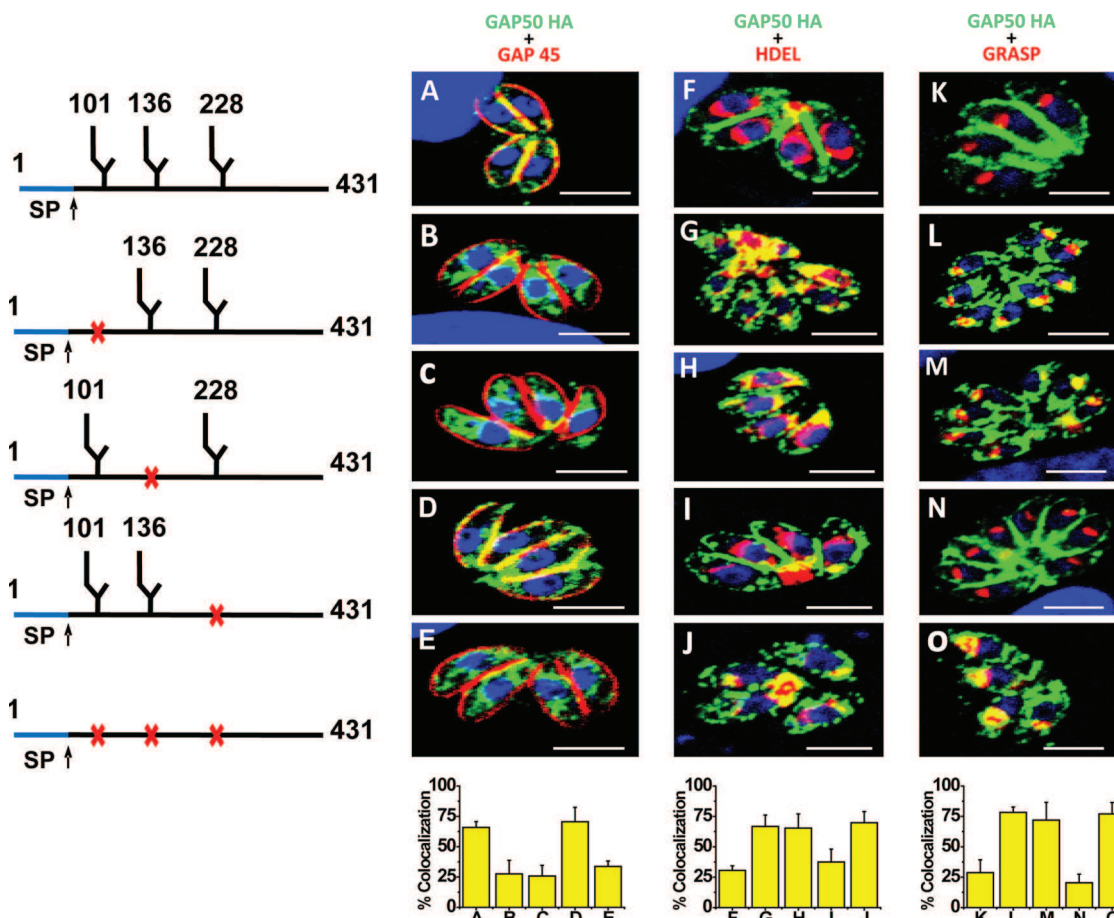 GAP50 HA
+
GAP 45
GAP50 HA
+
HDEL
GAP50 HA
+
GRASP
101 136 228
1
431
SP
136 228
1
431
SP
101 228
1
431
SP
101 136
1
431
SP
1
431
SP
A
B
C
D
E
F
G
H
I
J
K
L
M
N
O
% Colocalization
100
75
50
25
0
A B C D E
% Colocalization
100
75
50
25
0
F G H I J
% Colocalization
100
75
50
25
0
K L M N